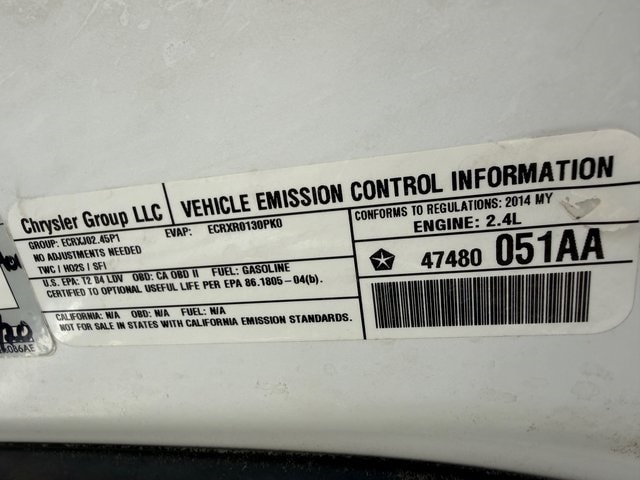 Chrysler Group LLC
VEHICLE EMISSION CONTROL INFORMATION
GROUP: ECRXJ02.45P1
EVAP: ECRXR0130PK0
NO ADJUSTMENTS NEEDED
TWC / HO2S / SFI
U.S. EPA: T2 B4 LDV OBD: CA OBD II FUEL: GASOLINE
CERTIFIED TO OPTIONAL USEFUL LIFE PER EPA 86.1805-04(b).
CALIFORNIA: N/A OBD: N/A FUEL: N/A
NOT FOR SALE IN STATES WITH CALIFORNIA EMISSION STANDARDS.
CONFORMS TO REGULATIONS: 2014 MY
ENGINE: 2.4L
47480 051AA
086AE